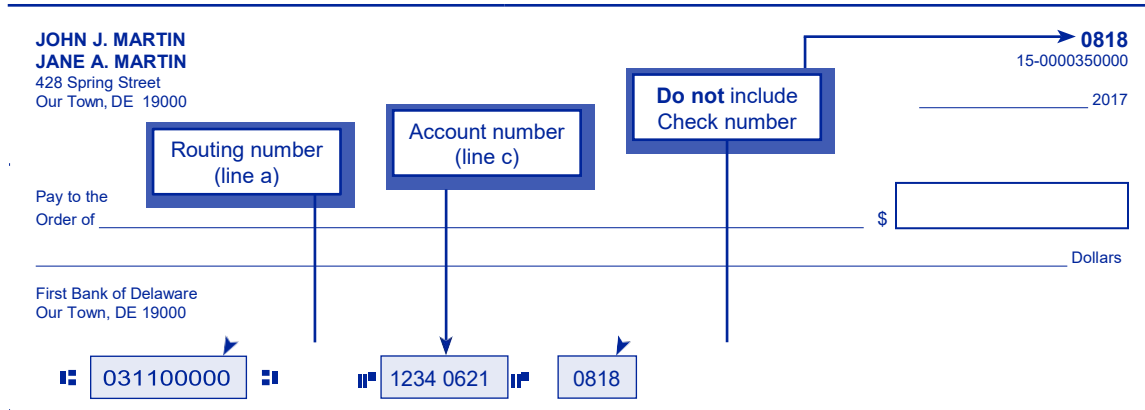 JOHN J. MARTIN
JANE A. MARTIN
428 Spring Street
Our Town, DE 19000
0818
15-0000350000
2017
Routing number
(line a)
Account number
(line c)
Do not include
Check number
Pay to the
Order of
$
Dollars
First Bank of Delaware
Our Town, DE 19000
⑆ 031100000 ⑆ ⑈ 1234 0621 ⑈ 0818